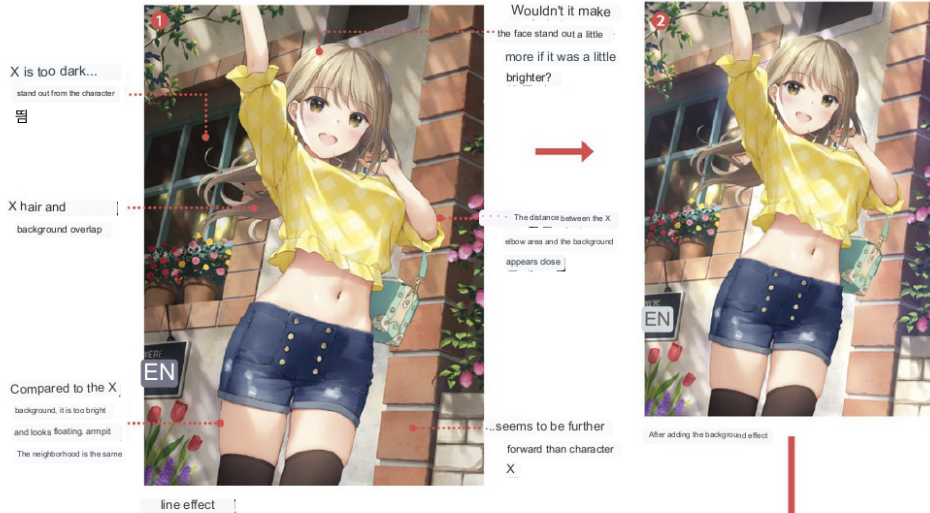 1
Wouldn't it make
the face stand out a little
more if it was a little
brighter?
X is too dark...
stand out from the character
띔
X hair and
background overlap
The distance between the X
elbow area and the background
appears close
EN
Compared to the X
background, it is too bright
and looks floating. armpit
The neighborhood is the same
...seems to be further
forward than character
X
line effect
2
EN
After adding the background effect